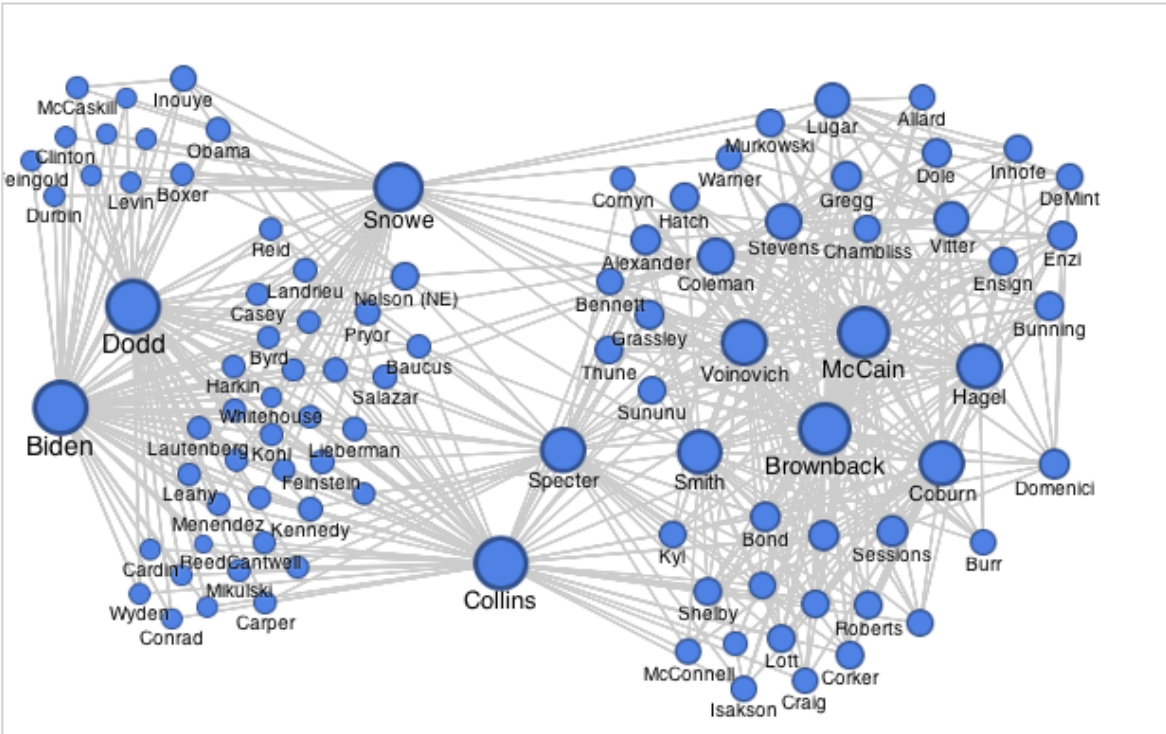 McCaskill
Inouye
Clinton
Obama
eingold
Durbin
Levin
Boxer
Snowe
Reid
Landrieu
Nelson (NE)
Casey
Pryor
Dodd
Byrd
Baucus
Harkin
Salazar
Whitehouse
Biden
Lautenberg
Kohl
Lieberman
Leahy
Feinstein
Menendez
Kennedy
Cardin
Reed
Cantwell
Mikulski
Wyden
Conrad
Carper
Specter
Collins
Lugar
Allard
Murkowski
Warner
Dole
Inhofe
Cornyn
Gregg
DeMint
Hatch
Stevens
Chambliss
Vitter
Enzi
Alexander
Coleman
Ensign
Bennett
Bunning
Grassley
Thune
Voinovich
McCain
Hagel
Sununu
Smith
Brownback
Coburn
Domenici
Kyl
Bond
Sessions
Burr
Shelby
Roberts
McConnell
Lott
Corker
Isakson
Craig